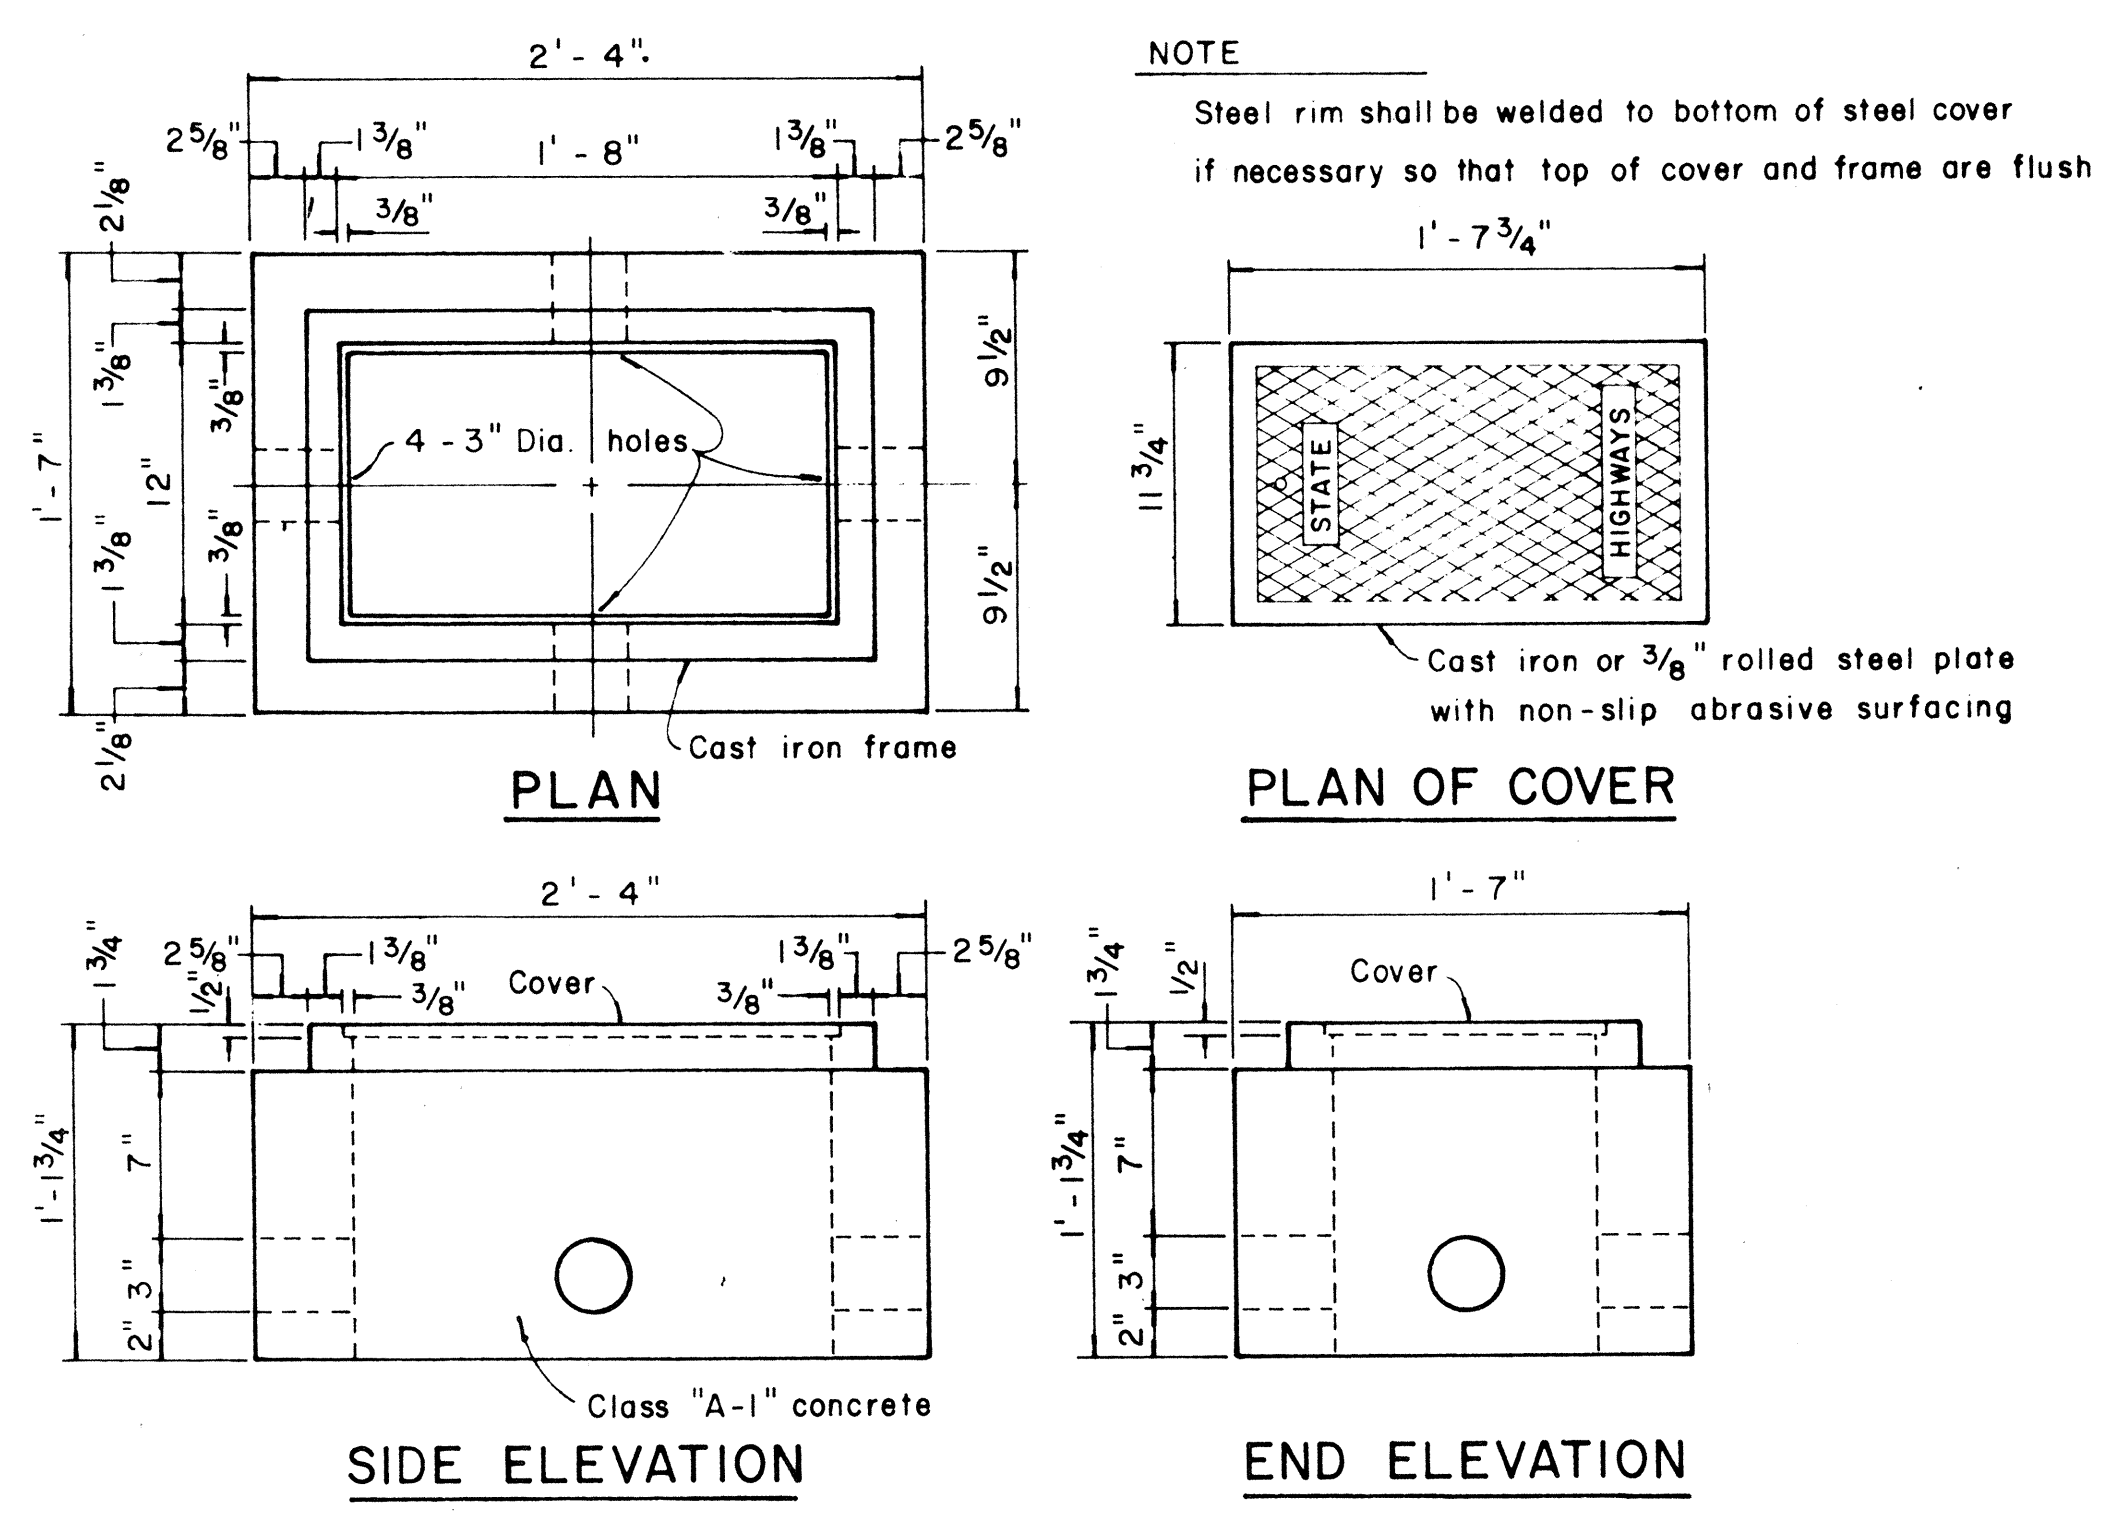 2' - 4"
2 5/8"
1 3/8"
1' - 8"
1 3/8"
2 5/8"
3/8"
3/8"
2 1/8"
1 3/8"
3/8"
1' - 7"
12"
4 - 3" Dia. holes
9 1/2"
1 3/8"
3/8"
9 1/2"
2 1/8"
Cast iron frame
PLAN
NOTE
Steel rim shall be welded to bottom of steel cover
if necessary so that top of cover and frame are flush
1' - 7 3/4"
11 3/4"
STATE
HIGHWAYS
Cast iron or 3/8" rolled steel plate
with non-slip abrasive surfacing
PLAN OF COVER
2' - 4"
1 3/4"
2 5/8"
1 3/8"
1 3/8"
2 5/8"
1/2"
3/8"
Cover
3/8"
1' - 1 3/4"
7"
3"
2"
Class "A-1" concrete
SIDE ELEVATION
1' - 7"
1 3/4"
1/2"
Cover
1' - 1 3/4"
7"
3"
2"
END ELEVATION